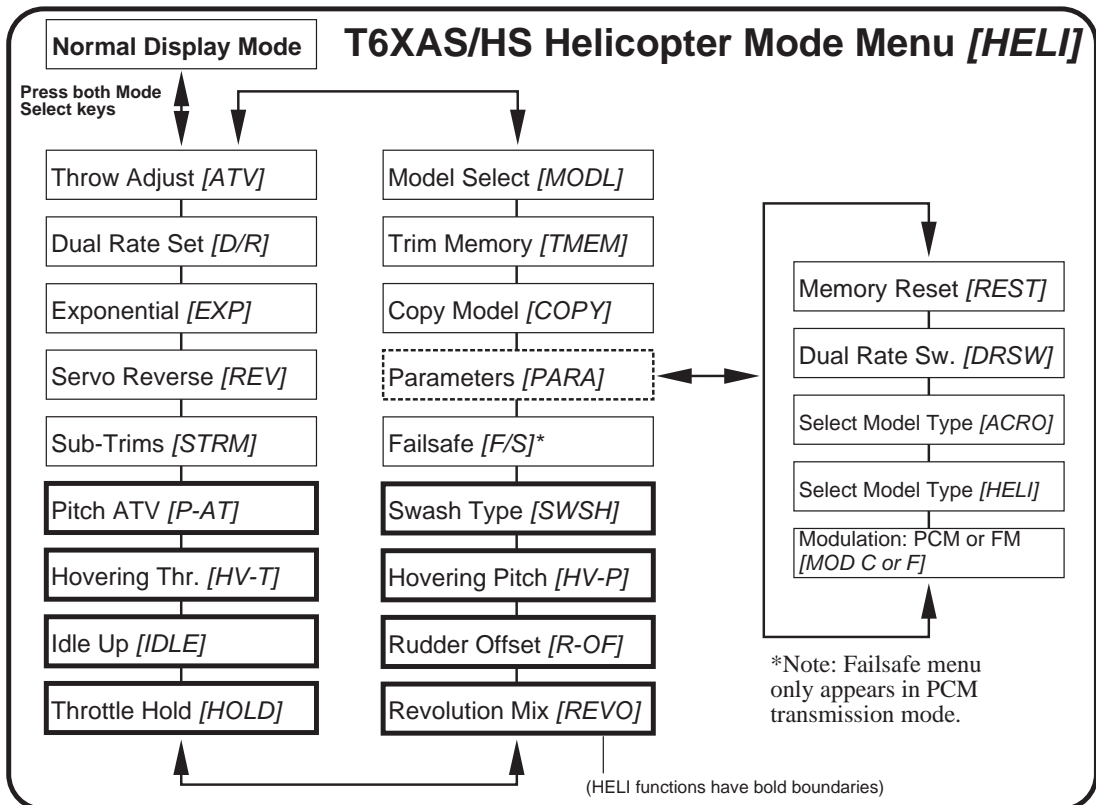 Normal Display Mode
T6XAS/HS Helicopter Mode Menu [HELI]
Press both Mode
Select keys
Throw Adjust [ATV]
Dual Rate Set [D/R]
Exponential [EXP]
Servo Reverse [REV]
Sub-Trims [STRM]
Pitch ATV [P-AT]
Hovering Thr. [HV-T]
Idle Up [IDLE]
Throttle Hold [HOLD]
Model Select [MODL]
Trim Memory [TMEM]
Copy Model [COPY]
Parameters [PARA]
Failsafe [F/S]*
Swash Type [SWSH]
Hovering Pitch [HV-P]
Rudder Offset [R-OF]
Revolution Mix [REVO]
(HELI functions have bold boundaries)
Memory Reset [REST]
Dual Rate Sw. [DRSW]
Select Model Type [ACRO]
Select Model Type [HELI]
Modulation: PCM or FM
[MOD C or F]
*Note: Failsafe menu
only appears in PCM
transmission mode.